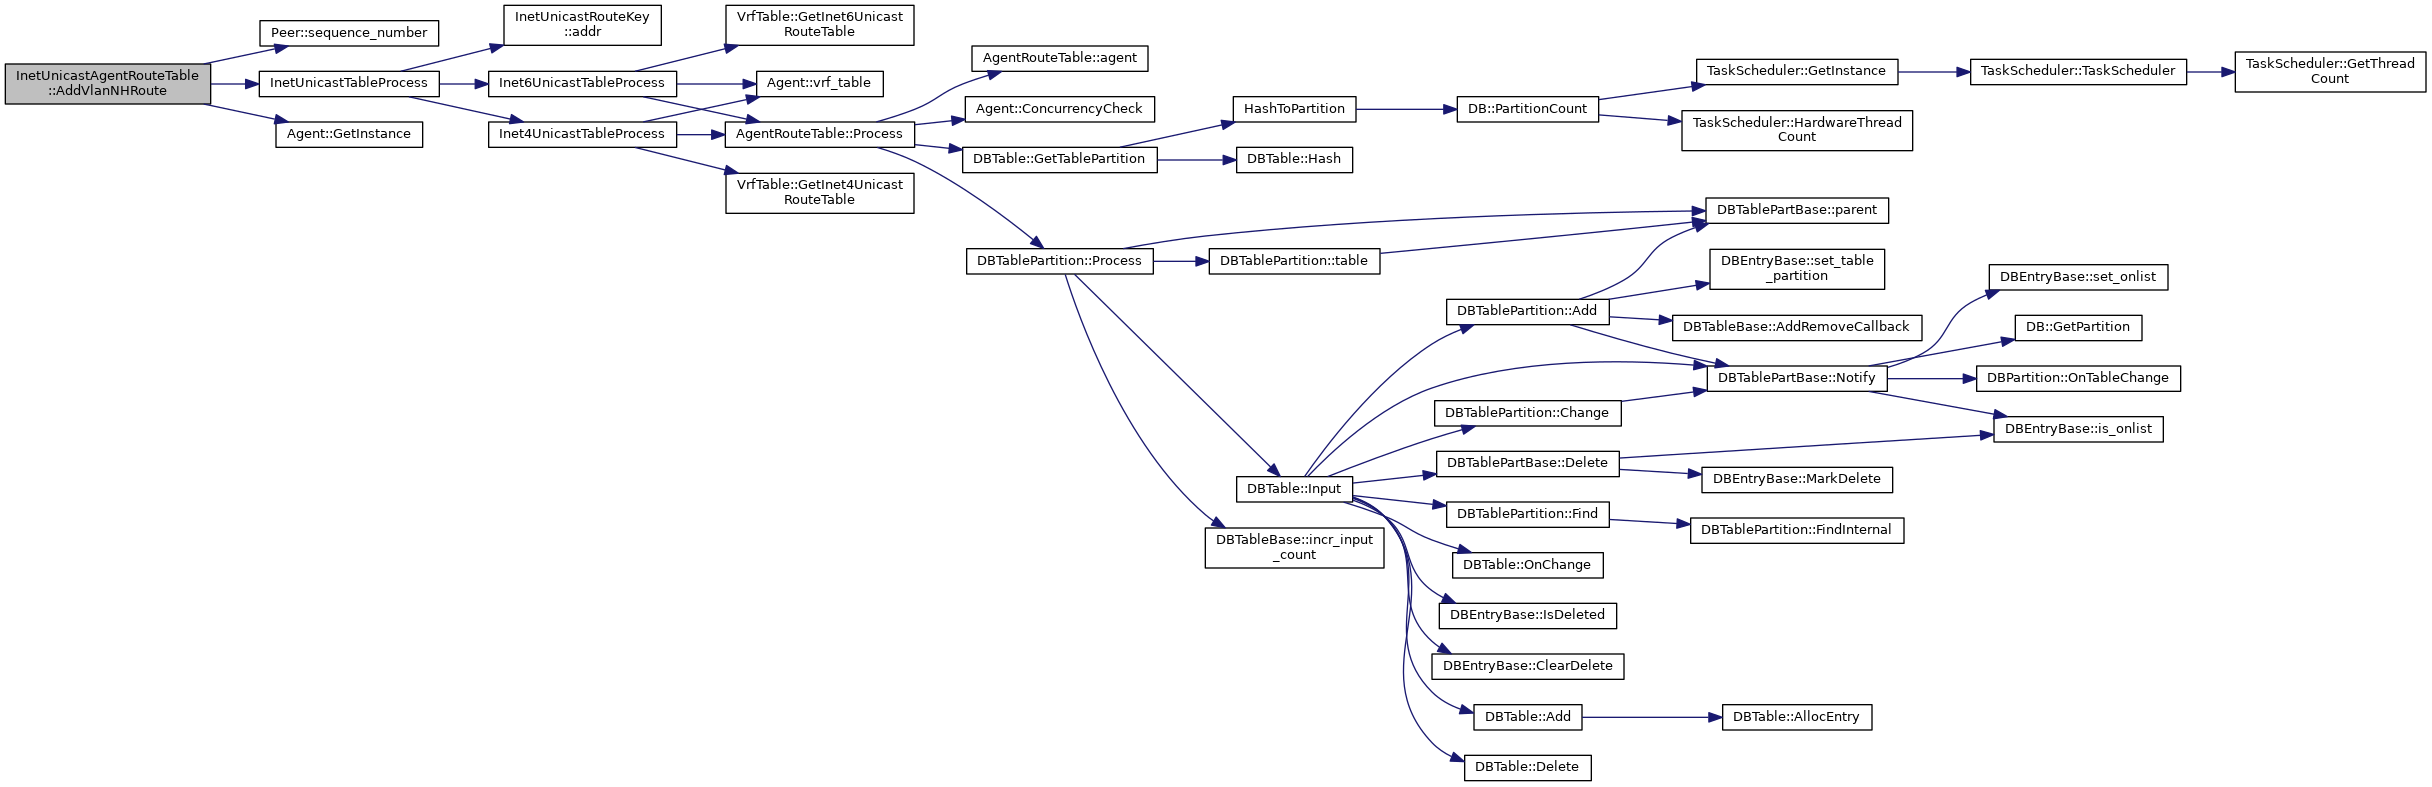 InetUnicastAgentRouteTable
::AddVlanNHRoute
Peer::sequence_number
InetUnicastTableProcess
Agent::GetInstance
InetUnicastRouteKey
::addr
Inet6UnicastTableProcess
Inet4UnicastTableProcess
VrfTable::GetInet6Unicast
RouteTable
Agent::vrf_table
AgentRouteTable::Process
VrfTable::GetInet4Unicast
RouteTable
AgentRouteTable::agent
Agent::ConcurrencyCheck
DBTable::GetTablePartition
DBTablePartition::Process
HashToPartition
DBTable::Hash
DBTablePartition::table
DBTable::Input
DBTableBase::incr_input
_count
DB::PartitionCount
DBTablePartition::Add
DBTablePartition::Change
DBTablePartBase::Delete
DBTablePartition::Find
DBTable::OnChange
DBEntryBase::IsDeleted
DBEntryBase::ClearDelete
DBTable::Add
DBTable::Delete
TaskScheduler::GetInstance
TaskScheduler::HardwareThread
Count
DBTablePartBase::parent
DBEntryBase::set_table
_partition
DBTableBase::AddRemoveCallback
DBTablePartBase::Notify
DBEntryBase::MarkDelete
DBTablePartition::FindInternal
DBTable::AllocEntry
TaskScheduler::TaskScheduler
DBEntryBase::set_onlist
DB::GetPartition
DBPartition::OnTableChange
DBEntryBase::is_onlist
TaskScheduler::GetThread
Count